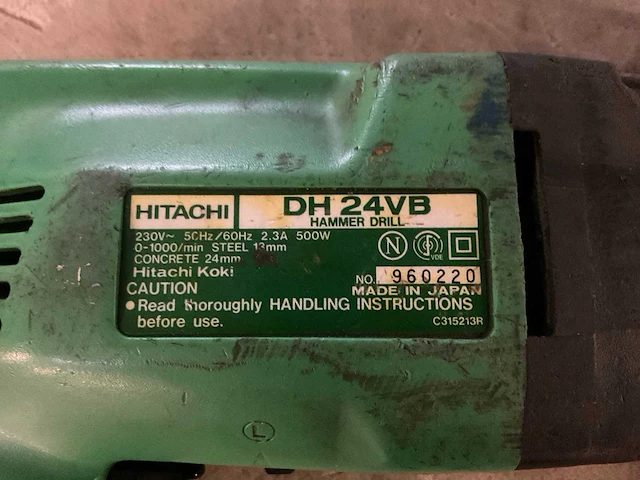 HITACHI
DH 24VB
HAMMER DRILL
230V~ 50Hz/60Hz 2.3A 500W
0-1000/min STEEL 13mm
CONCRETE 24mm
Hitachi Koki
NO. 960220
CAUTION
MADE IN JAPAN
• Read thoroughly HANDLING INSTRUCTIONS
before use.
C315213R
N
VDE
L